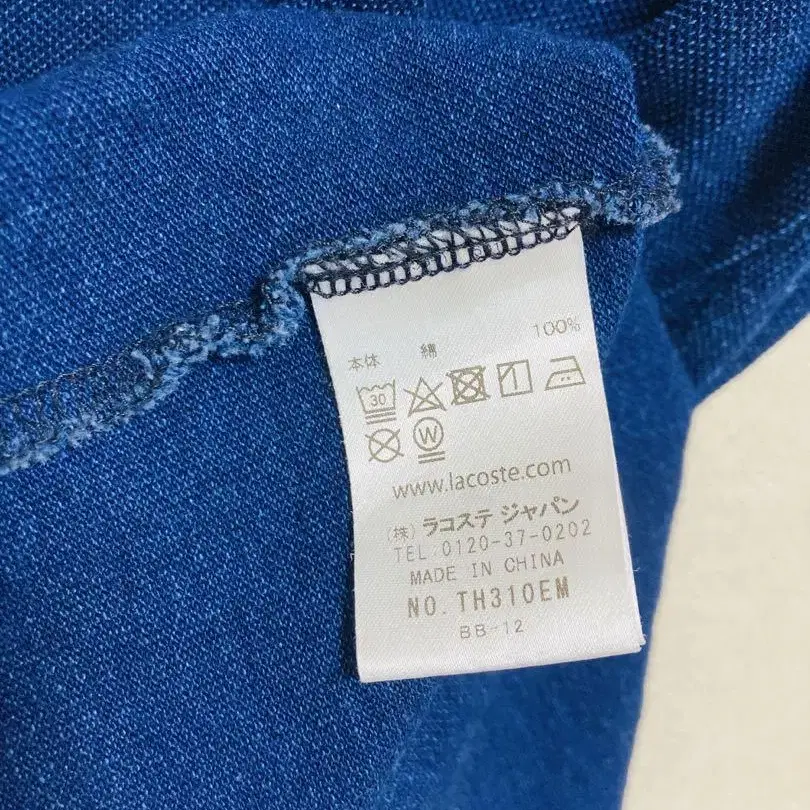 本体 綿 100%
30
W
www.lacoste.com
(株) ラコステ ジャパン
TEL:0120-37-0202
MADE IN CHINA
NO. TH310EM
BB-12